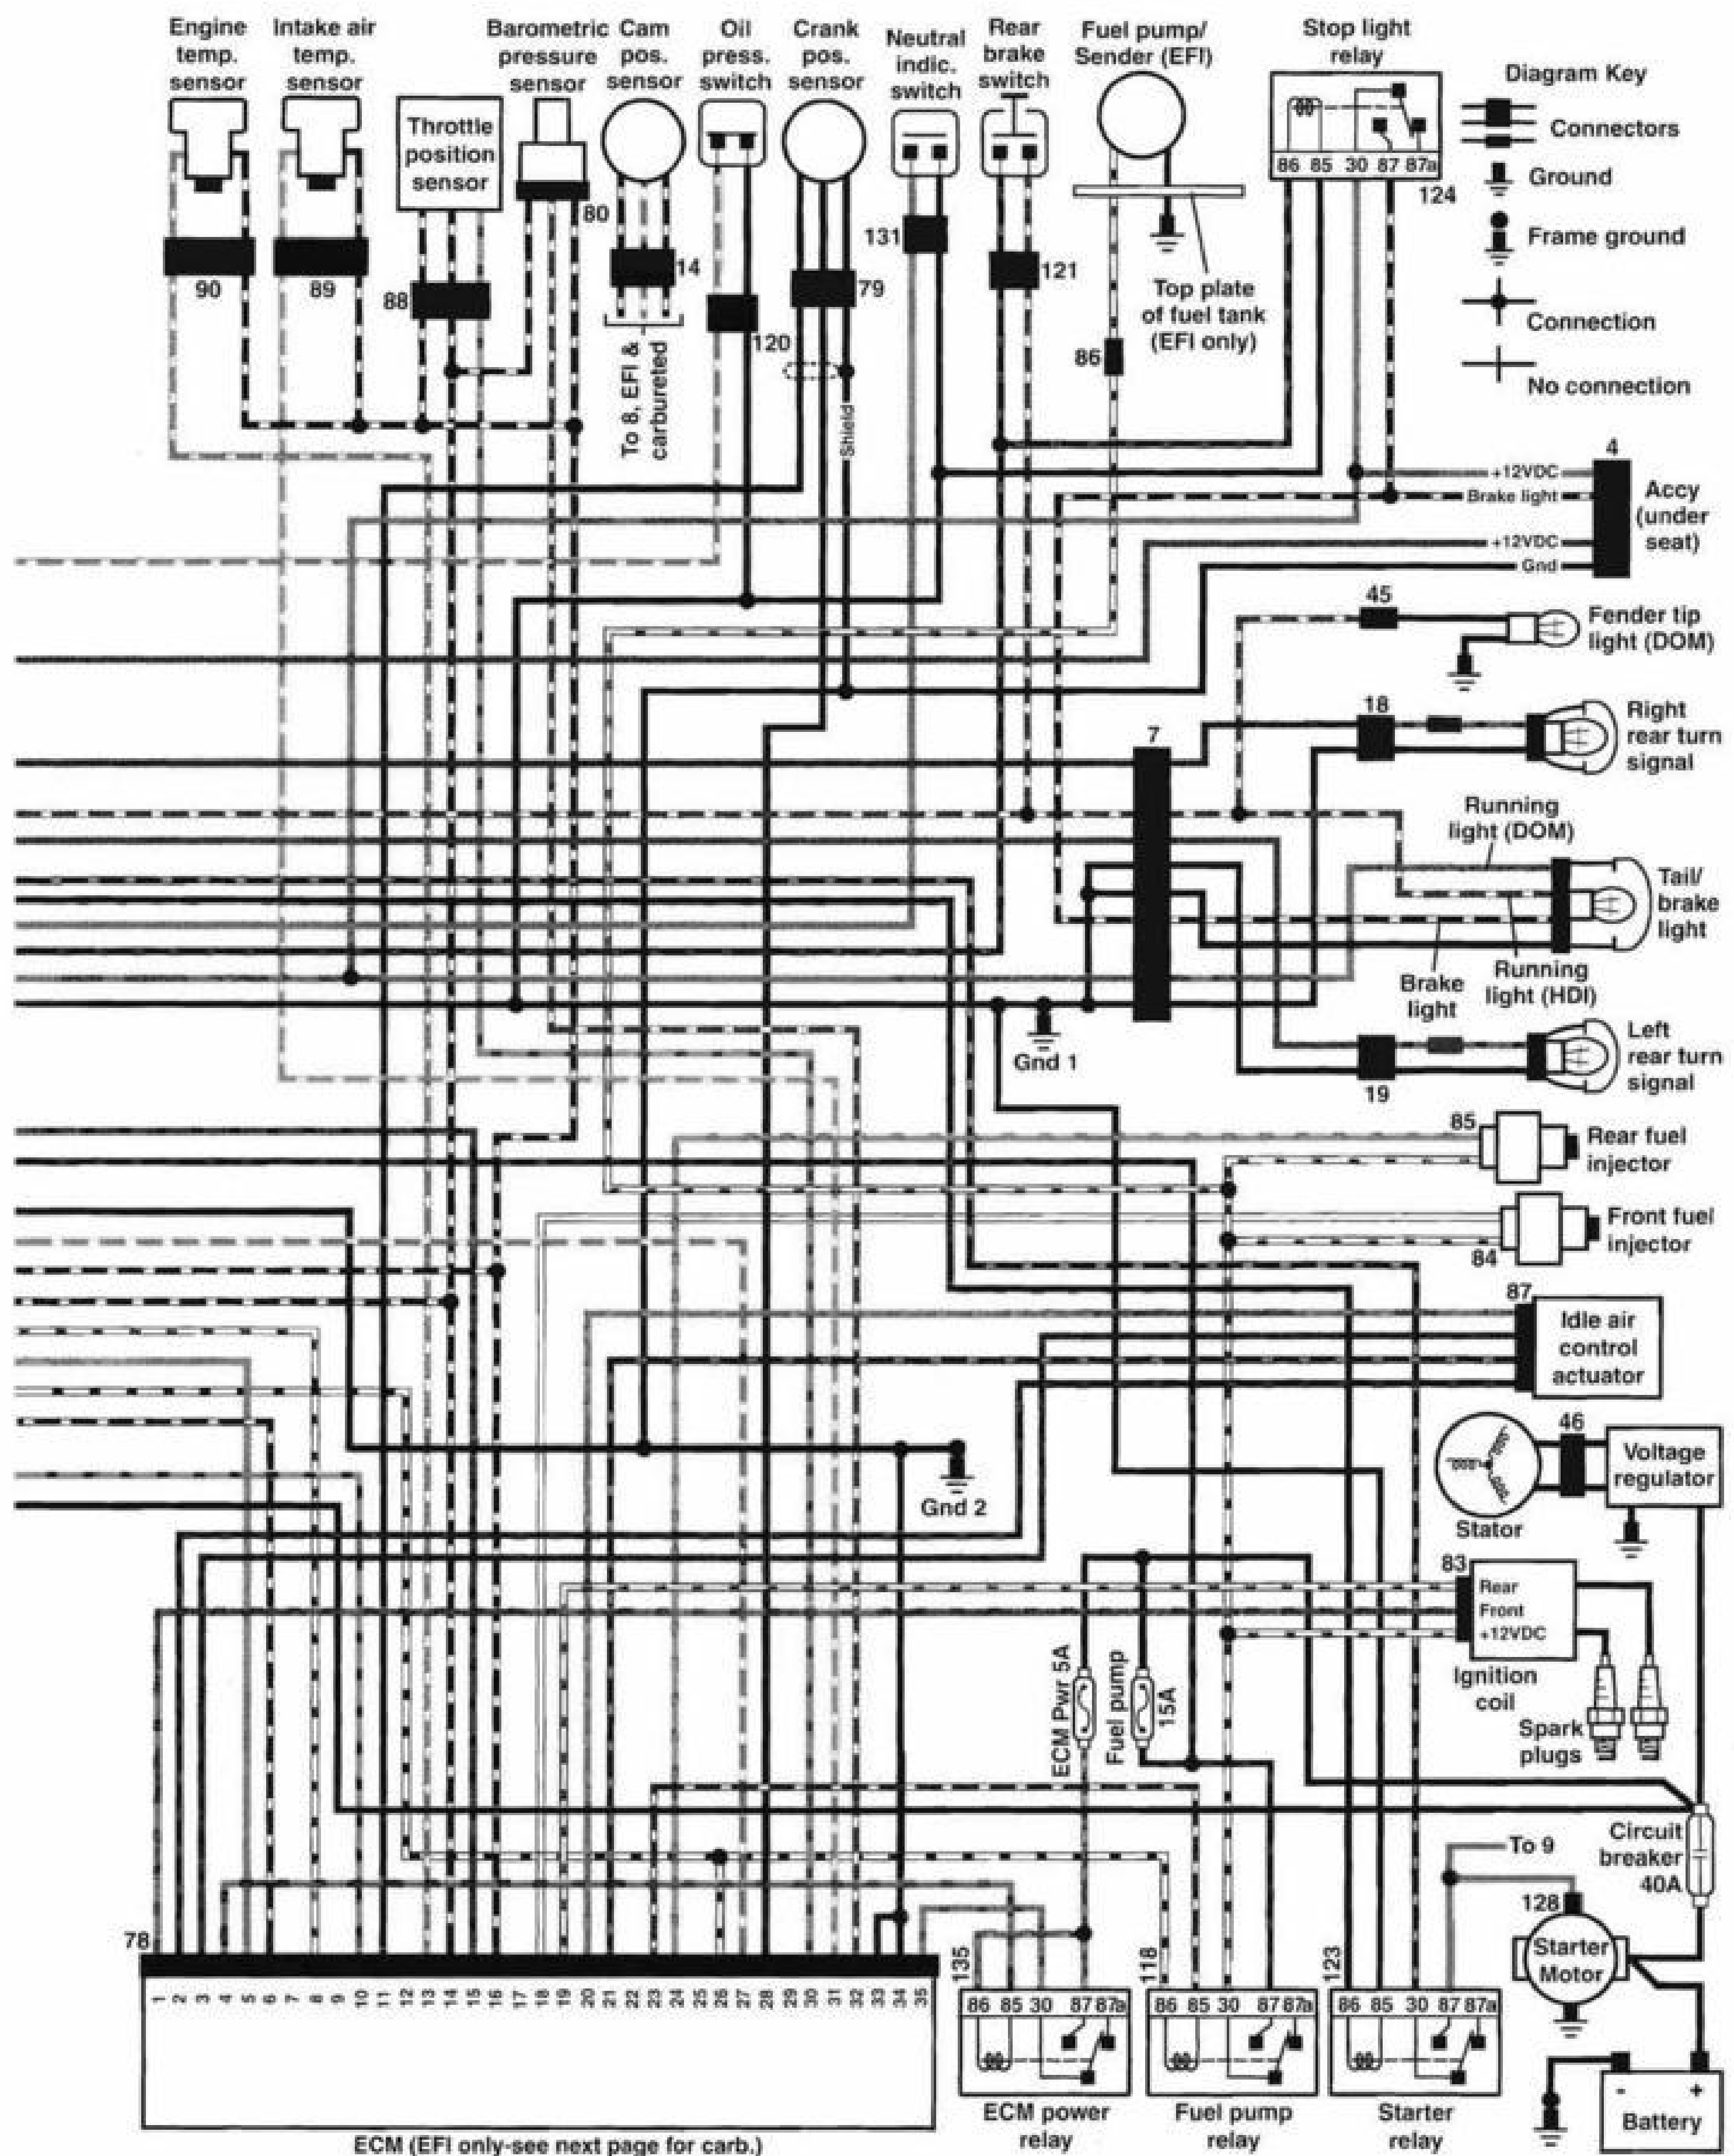 Engine
temp.
sensor
Intake air
temp.
sensor
Throttle
position
sensor
Barometric
pressure
sensor
Cam
pos.
sensor
Oil
press.
switch
Crank
pos.
sensor
Neutral
indic.
switch
Rear
brake
switch
Fuel pump/
Sender (EFI)
Stop light
relay
86 85 30 87 87a
124
Diagram Key
Connectors
Ground
Frame ground
Connection
No connection
90
89
88
80
14
120
79
131
121
86
Top plate
of fuel tank
(EFI only)
To 8, EFI &
carbureted
Shield
4
+12VDC
Brake light
+12VDC
Gnd
Accy
(under
seat)
45
Fender tip
light (DOM)
18
Right
rear turn
signal
7
Running
light (DOM)
Tail/
brake
light
Brake
light
Running
light (HDI)
Gnd 1
19
Left
rear turn
signal
85
Rear fuel
injector
84
Front fuel
injector
87
Idle air
control
actuator
Gnd 2
Stator
46
Voltage
regulator
83
Rear
Front
+12VDC
Ignition
coil
Spark
plugs
ECM Pwr 5A
Fuel pump
15A
Circuit
breaker
40A
To 9
128
Starter
Motor
78
1 2 3 4 5 6 7 8 9 10 11 12 13 14 15 16 17 18 19 20 21 22 23 24 25 26 27 28 29 30 31 32 33 34 35
135
86 85 30 87 87a
118
86 85 30 87 87a
123
86 85 30 87 87a
ECM power
relay
Fuel pump
relay
Starter
relay
- +
Battery
ECM (EFI only-see next page for carb.)